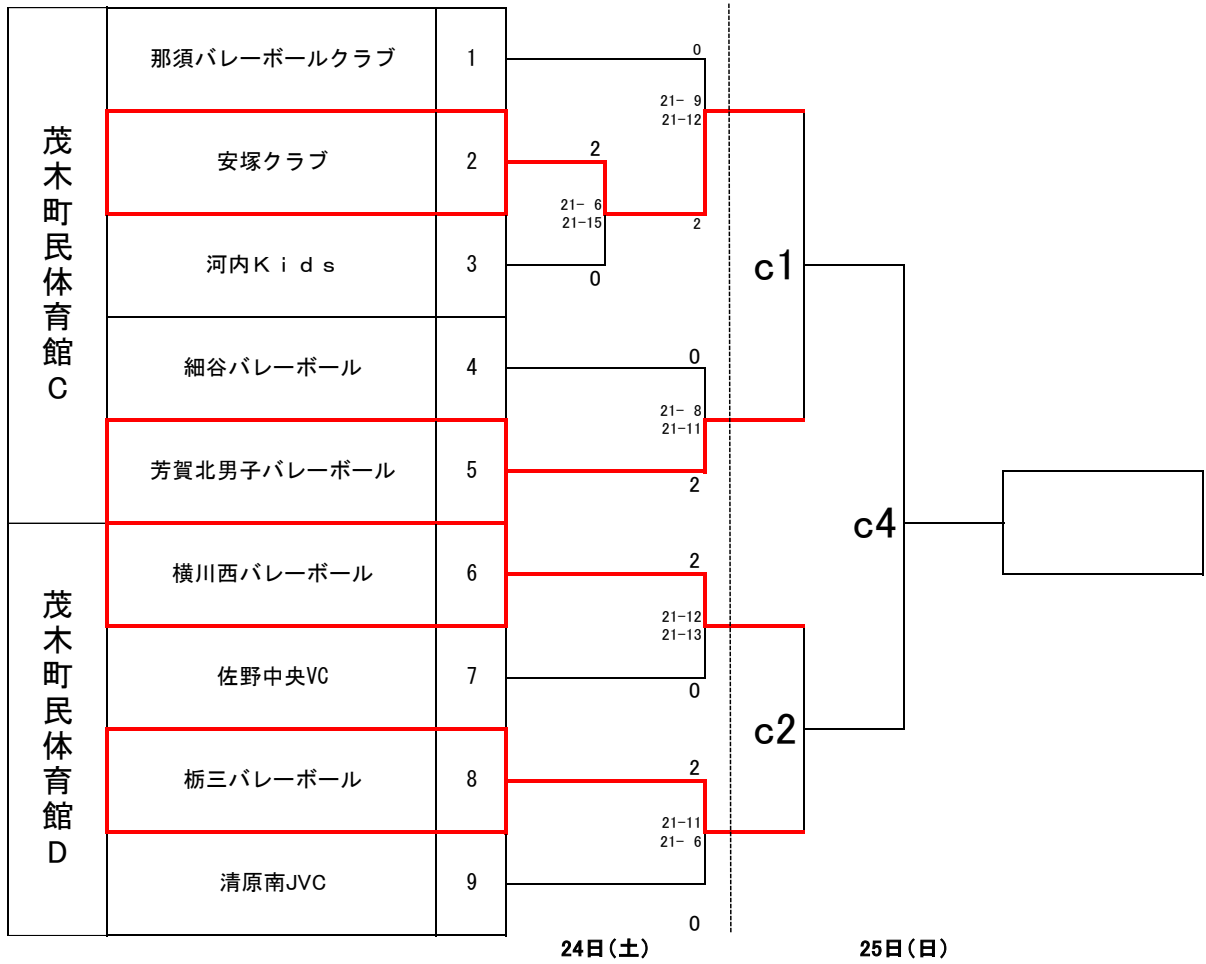 茂木町民体育館C
那須バレーボールクラブ 1
安塚クラブ 2
河内Ｋｉｄｓ 3
細谷バレーボール 4
芳賀北男子バレーボール 5
茂木町民体育館D
横川西バレーボール 6
佐野中央VC 7
栃三バレーボール 8
清原南JVC 9
0
21- 9
21-12
2
2
21- 6
21-15
0
0
21- 8
21-11
2
2
21-12
21-13
0
2
21-11
21- 6
0
c1
c2
c4
24日(土)
25日(日)